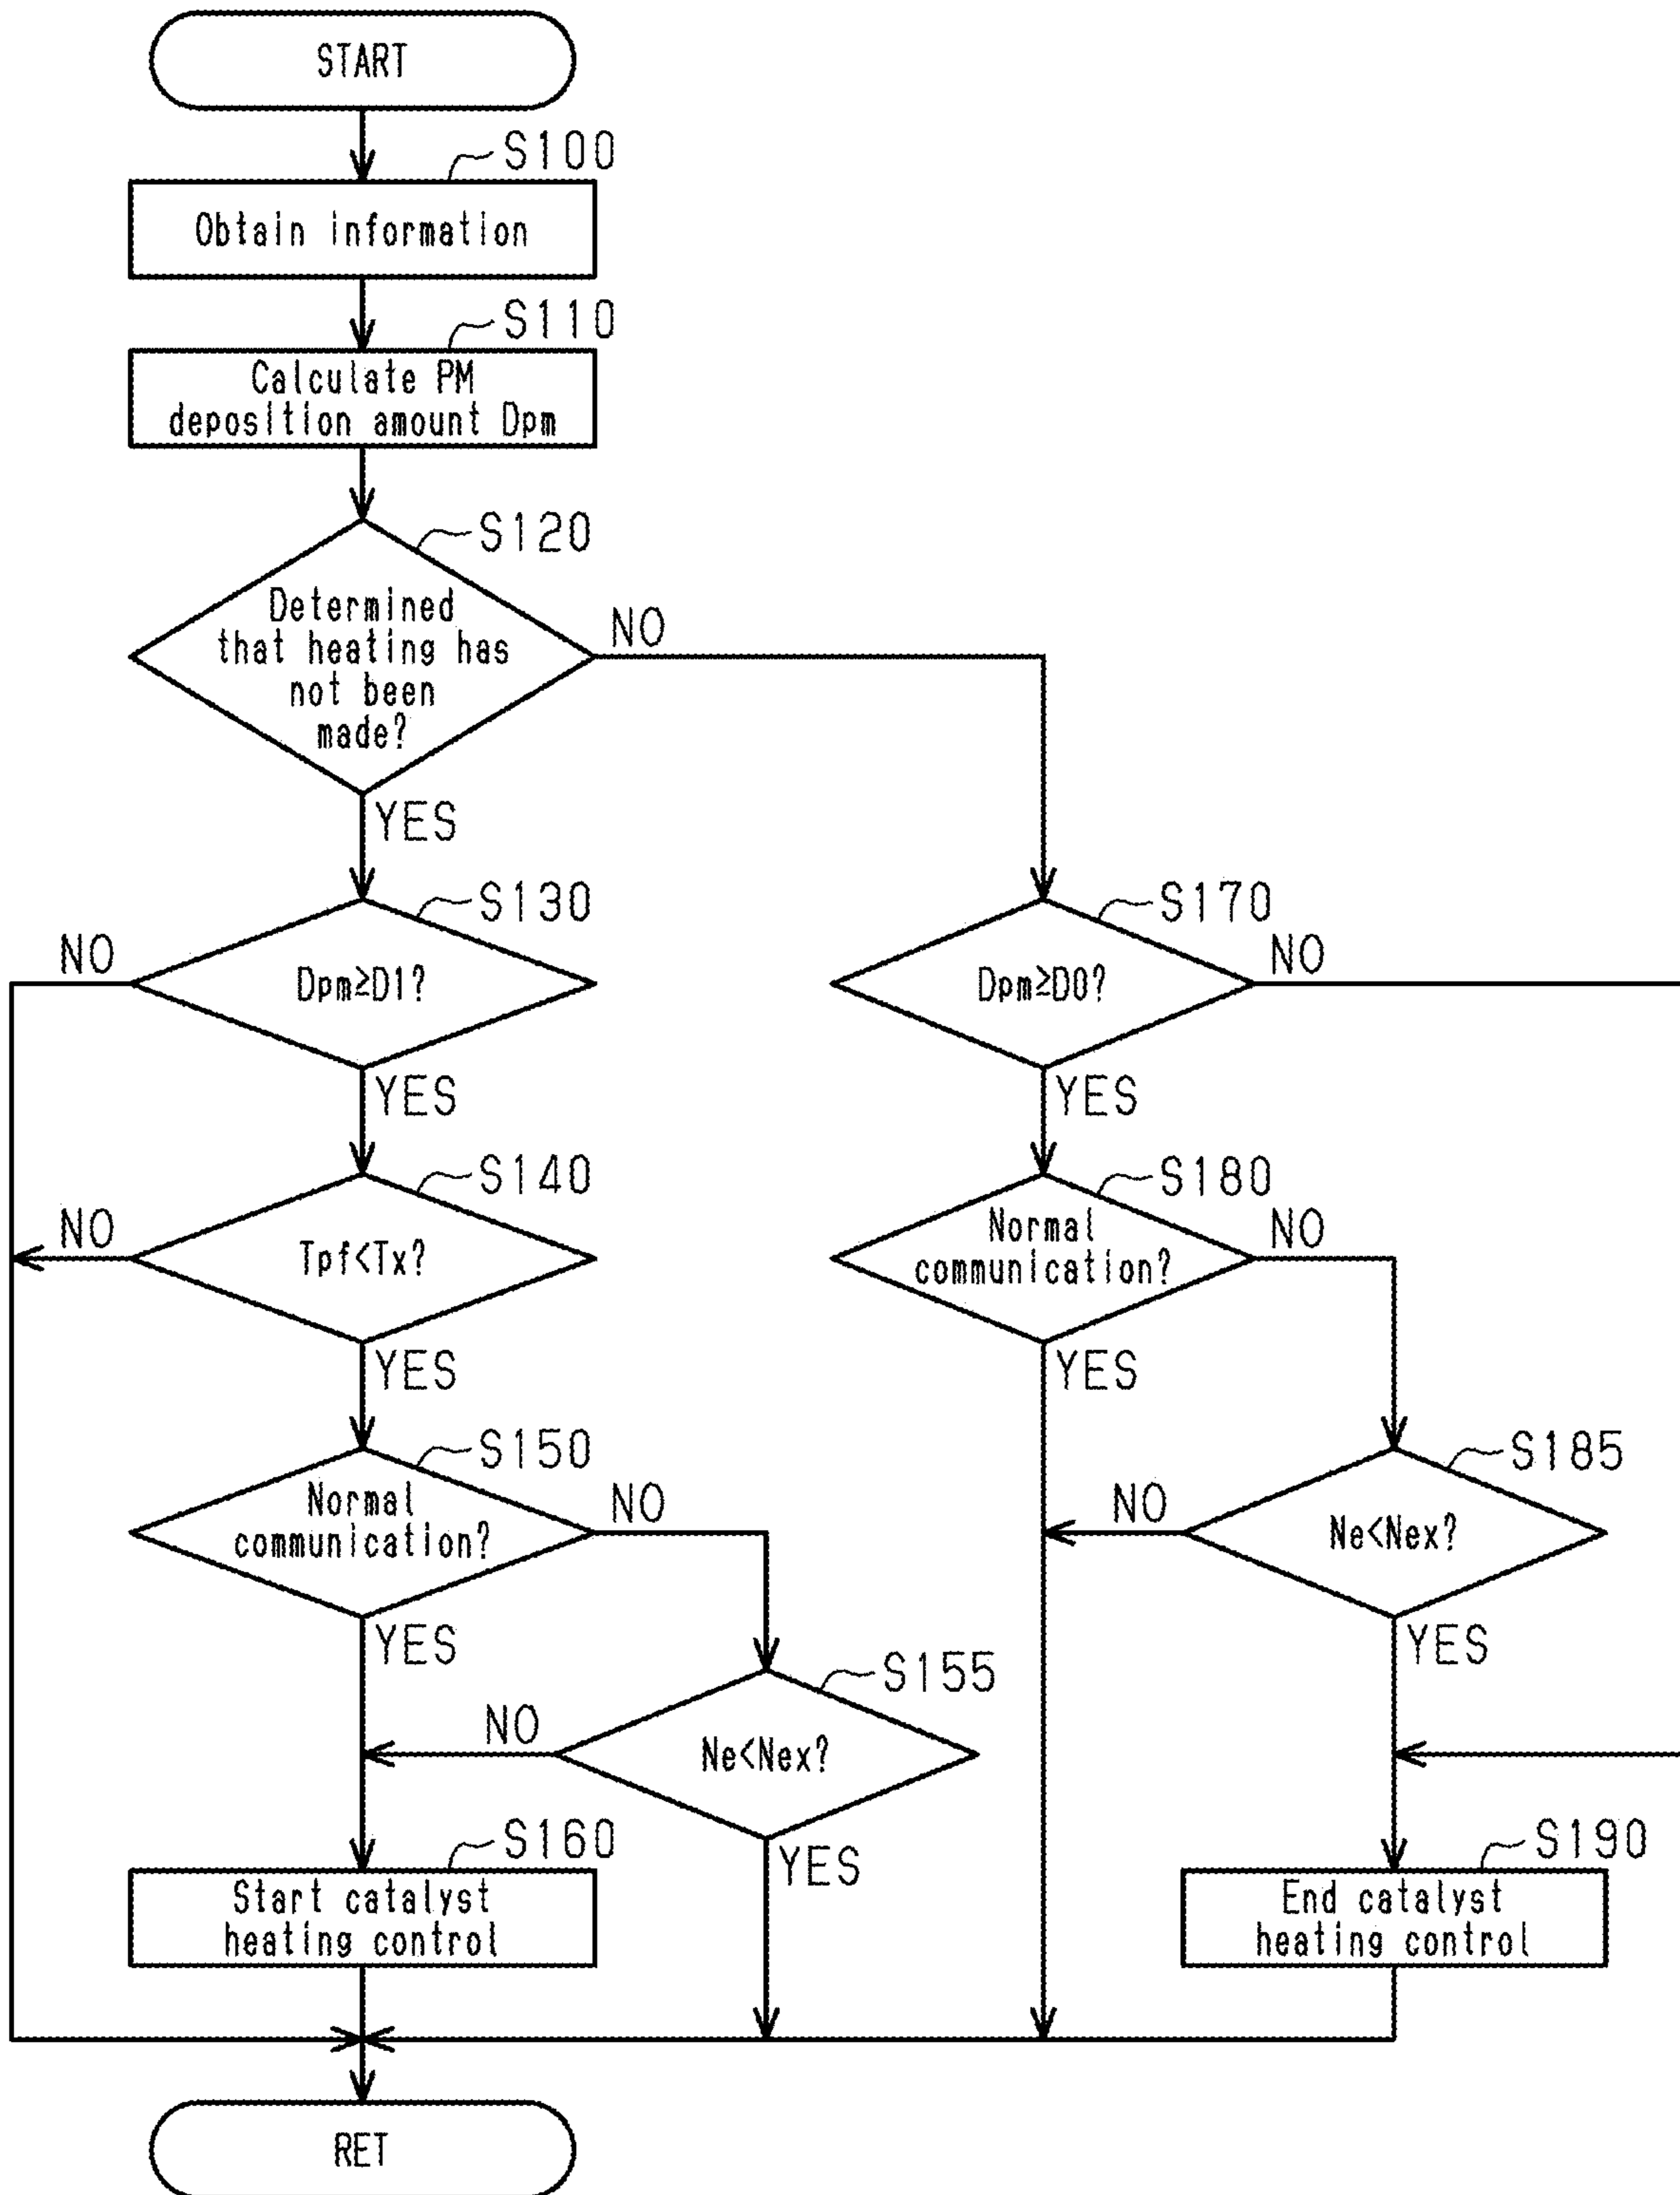 START
S100
Obtain information
S110
Calculate PM
deposition amount Dpm
S120
Determined
that heating has
not been
made?
NO
YES
S130
NO
Dpm≥D1?
YES
S170
Dpm≥D0?
NO
YES
S140
NO
Tpf<Tx?
YES
S180
Normal
communication?
NO
YES
S150
Normal
communication?
NO
YES
S185
NO
Ne<Nex?
YES
S155
NO
Ne<Nex?
YES
S160
Start catalyst
heating control
S190
End catalyst
heating control
RET